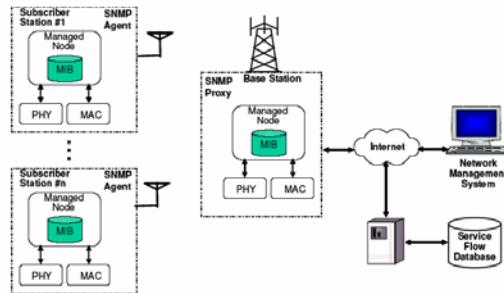 Subscriber
Station #1
SNMP
Agent
Managed
Node
MIB
PHY
MAC
Subscriber
Station #n
SNMP
Agent
Managed
Node
MIB
PHY
MAC
SNMP
Proxy
Base Station
Managed
Node
MIB
PHY
MAC
Internet
Network
Management
System
Service
Flow
Database